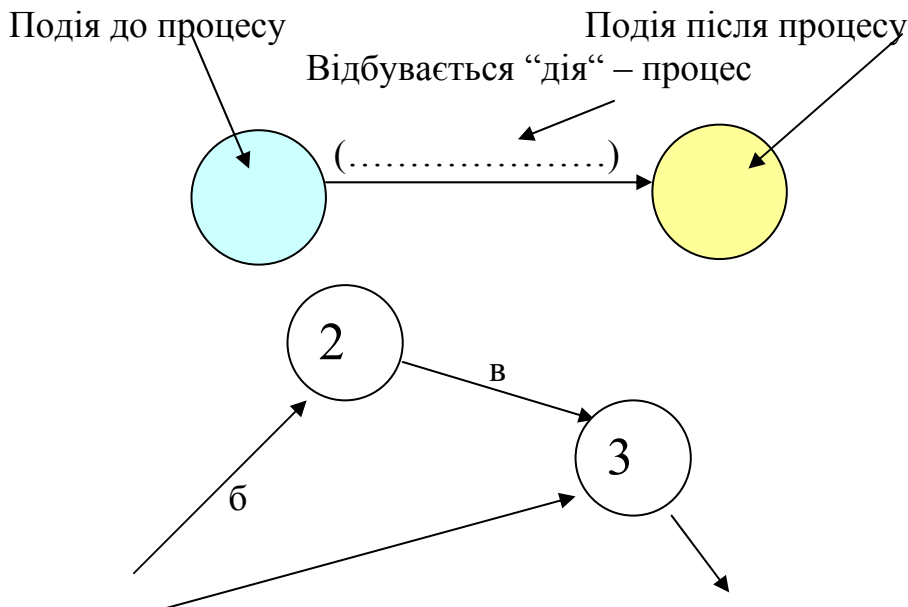 Подія до процесу Подія після процесу
Відбувається “дія“ – процес
(…………………)
2
в
3
б